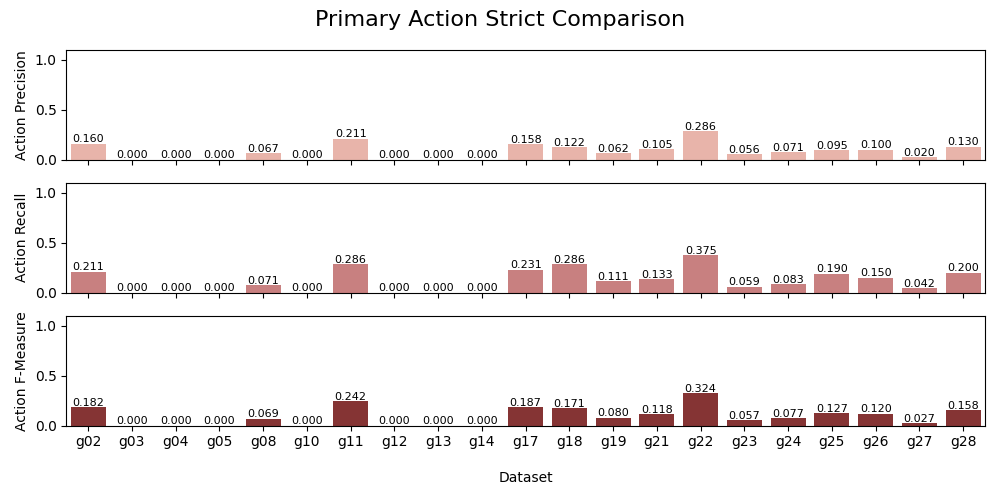 Primary Action Strict Comparison
Action Precision
1.0
0.5
0.0
0.160 0.000 0.000 0.000 0.067 0.000 0.211 0.000 0.000 0.000 0.158 0.122 0.062 0.105 0.286 0.056 0.071 0.095 0.100 0.020 0.130
Action Recall
1.0
0.5
0.0
0.211 0.000 0.000 0.000 0.071 0.000 0.286 0.000 0.000 0.000 0.231 0.286 0.111 0.133 0.375 0.059 0.083 0.190 0.150 0.042 0.200
Action F-Measure
1.0
0.5
0.0
0.182 0.000 0.000 0.000 0.069 0.000 0.242 0.000 0.000 0.000 0.187 0.171 0.080 0.118 0.324 0.057 0.077 0.127 0.120 0.027 0.158
g02 g03 g04 g05 g08 g10 g11 g12 g13 g14 g17 g18 g19 g21 g22 g23 g24 g25 g26 g27 g28
Dataset